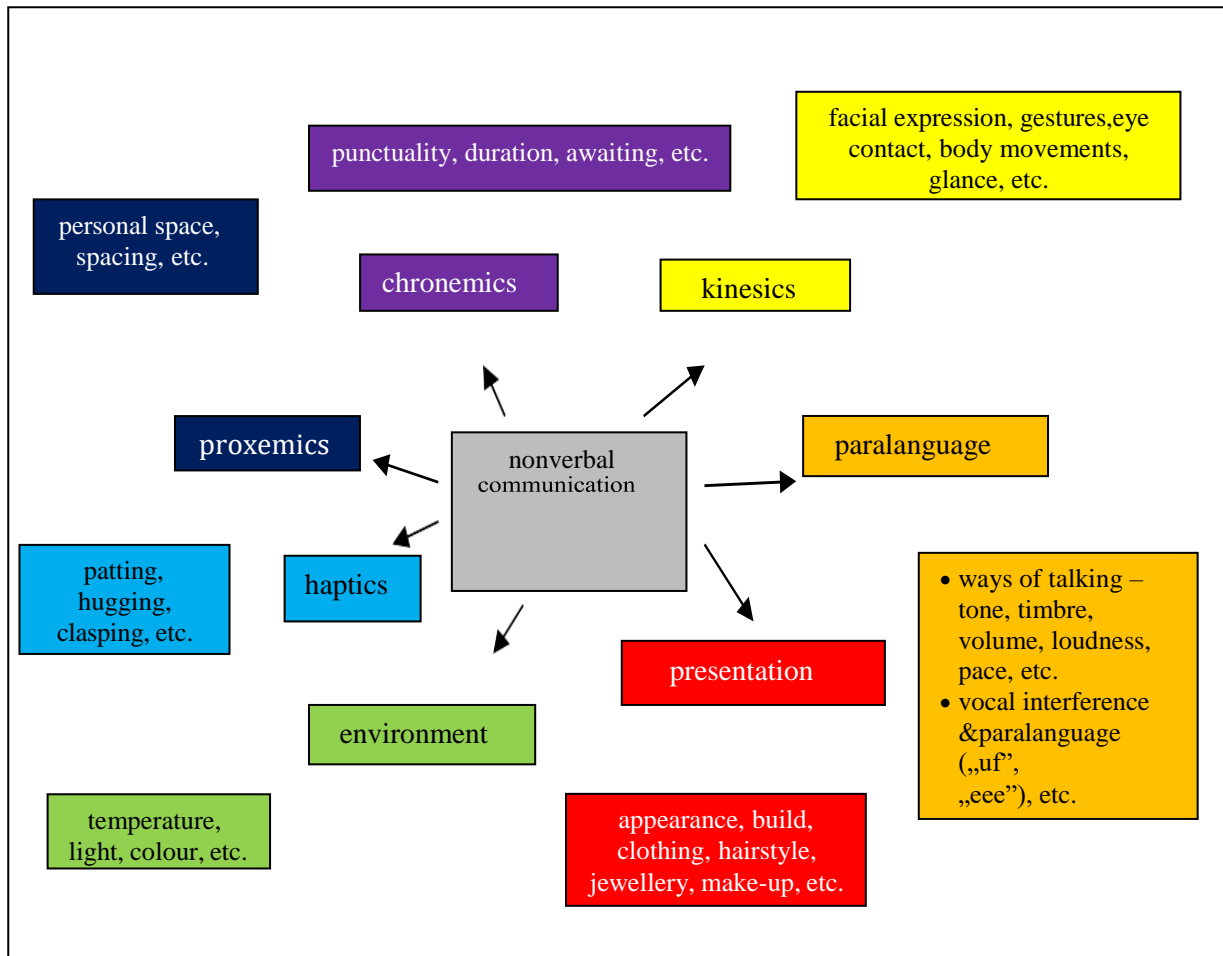 facial expression, gestures,eye
contact, body movements,
glance, etc.
punctuality, duration, awaiting, etc.
personal space,
spacing, etc.
chronemics
kinesics
proxemics
nonverbal
communication
paralanguage
patting,
hugging,
clasping, etc.
haptics
• ways of talking –
tone, timbre,
volume, loudness,
pace, etc.
• vocal interference
&paralanguage
(„uf”,
„eee”), etc.
presentation
environment
temperature,
light, colour, etc.
appearance, build,
clothing, hairstyle,
jewellery, make-up, etc.